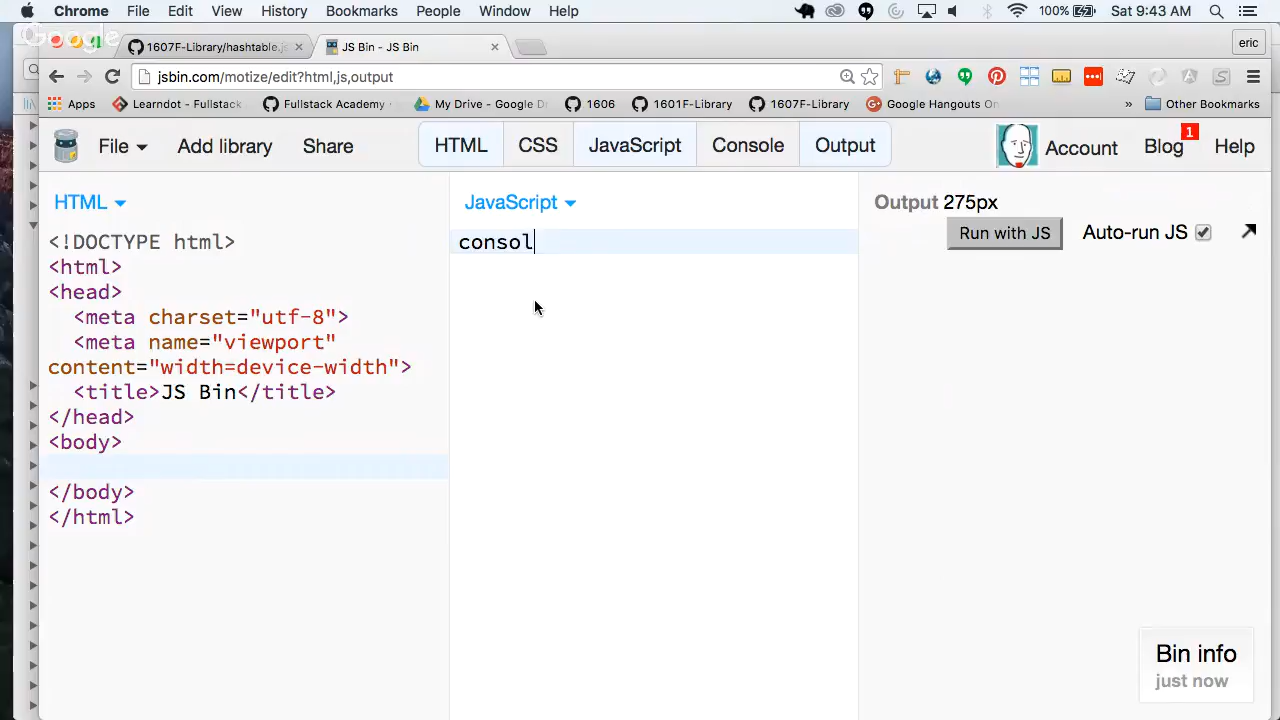 Chrome File Edit View History Bookmarks People Window Help 100% Sat 9:43 AM
Google
1607F-Library/hashtable.js × JS Bin - JS Bin × eric
jsbin.com/motize/edit?html,js,output
Apps Learndot - Fullstack Fullstack Academy My Drive - Google D 1606 1601F-Library 1607F-Library Google Hangouts On » Other Bookmarks
File Add library Share HTML CSS JavaScript Console Output Account Blog 1 Help
HTML JavaScript Output 275px
Run with JS Auto-run JS
<!DOCTYPE html>
<html>
<head>
<meta charset="utf-8">
<meta name="viewport"
content="width=device-width">
<title>JS Bin</title>
</head>
<body>
</body>
</html>
consol
Bin info
just now